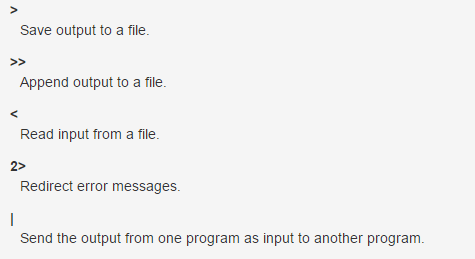 >
Save output to a file.
>>
Append output to a file.
<
Read input from a file.
2>
Redirect error messages.
|
Send the output from one program as input to another program.